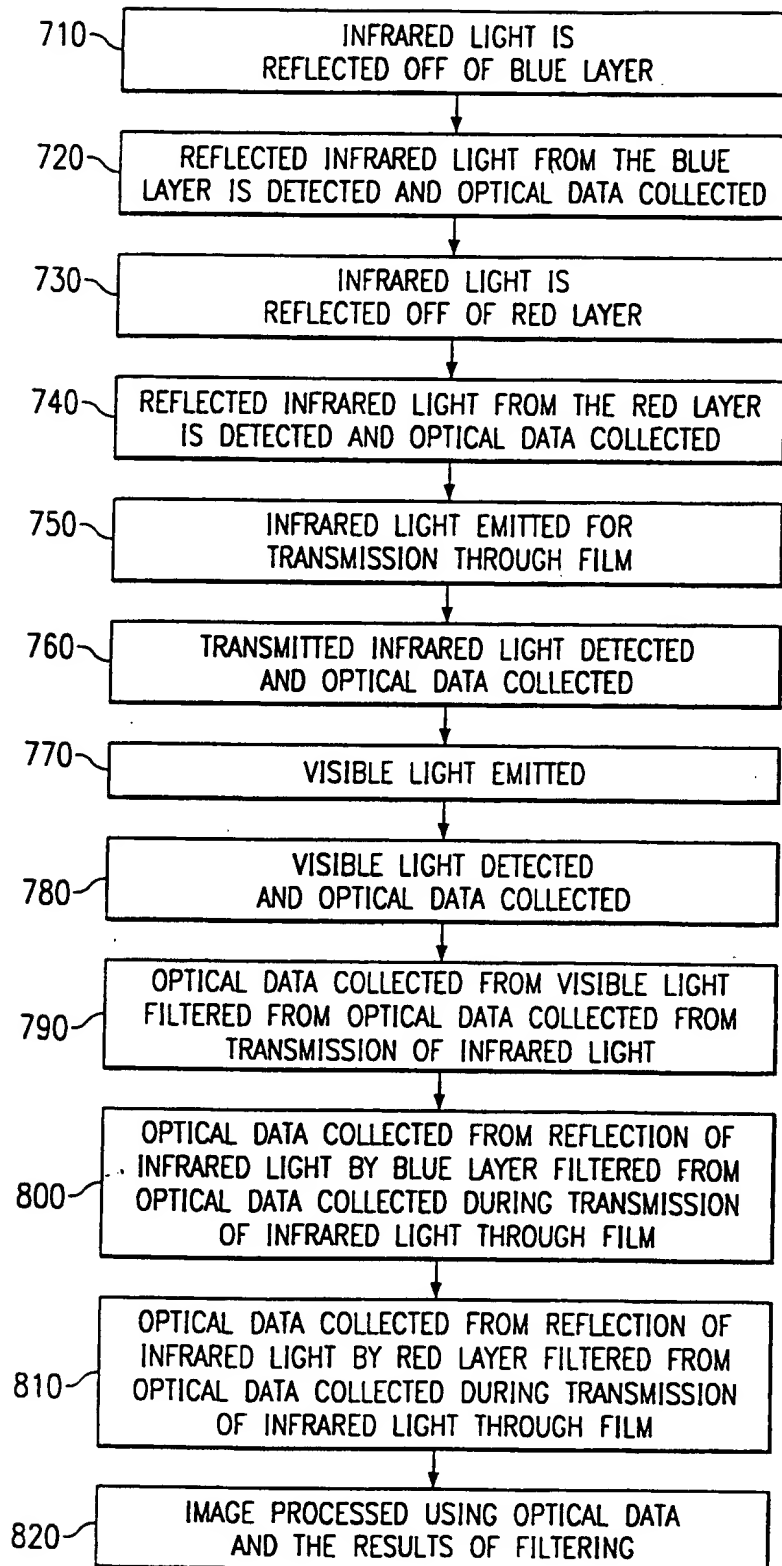 710
INFRARED LIGHT IS
REFLECTED OFF OF BLUE LAYER
720
REFLECTED INFRARED LIGHT FROM THE BLUE
LAYER IS DETECTED AND OPTICAL DATA COLLECTED
730
INFRARED LIGHT IS
REFLECTED OFF OF RED LAYER
740
REFLECTED INFRARED LIGHT FROM THE RED LAYER
IS DETECTED AND OPTICAL DATA COLLECTED
750
INFRARED LIGHT EMITTED FOR
TRANSMISSION THROUGH FILM
760
TRANSMITTED INFRARED LIGHT DETECTED
AND OPTICAL DATA COLLECTED
770
VISIBLE LIGHT EMITTED
780
VISIBLE LIGHT DETECTED
AND OPTICAL DATA COLLECTED
790
OPTICAL DATA COLLECTED FROM VISIBLE LIGHT
FILTERED FROM OPTICAL DATA COLLECTED FROM
TRANSMISSION OF INFRARED LIGHT
800
OPTICAL DATA COLLECTED FROM REFLECTION OF
INFRARED LIGHT BY BLUE LAYER FILTERED FROM
OPTICAL DATA COLLECTED DURING TRANSMISSION
OF INFRARED LIGHT THROUGH FILM
810
OPTICAL DATA COLLECTED FROM REFLECTION OF
INFRARED LIGHT BY RED LAYER FILTERED FROM
OPTICAL DATA COLLECTED DURING TRANSMISSION
OF INFRARED LIGHT THROUGH FILM
820
IMAGE PROCESSED USING OPTICAL DATA
AND THE RESULTS OF FILTERING